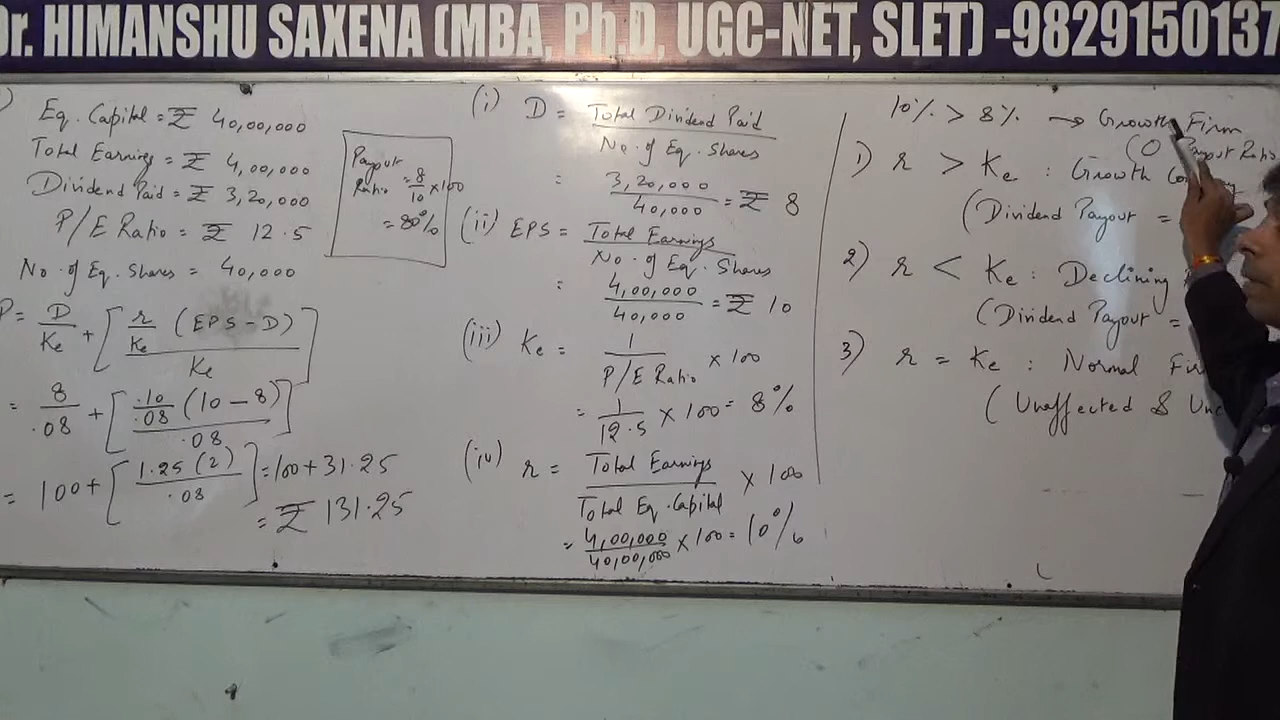 Dr. HIMANSHU SAXENA (MBA, Ph.D, UGC-NET, SLET) -9829150137
)
Eq. Capital = ₹ 40,00,000
Total Earnings = ₹ 4,00,000
Dividend Paid = ₹ 3,20,000
P/E Ratio = ₹ 12.5
No. of Eq. Shares = 40,000
P = D/Ke + [ r/Ke (EPS - D) / Ke ]
= 8/.08 + [ .10/.08 (10 - 8) / .08 ]
= 100 + [ 1.25 (2) / .08 ] = 100 + 31.25
= ₹ 131.25
Payout
Ratio = 8/10 x 100
= 80%
(i) D = Total Dividend Paid / No. of Eq. Shares
= 3,20,000 / 40,000 = ₹ 8
(ii) EPS = Total Earnings / No. of Eq. Shares
= 4,00,000 / 40,000 = ₹ 10
(iii) Ke = 1 / P/E Ratio x 100
= 1 / 12.5 x 100 = 8%
(iv) r = Total Earnings / Total Eq. Capital x 100
= 4,00,000 / 40,00,000 x 100 = 10%
10% > 8% → Growth Firm
(0 Payout Ratio
1) r > Ke : Growth
(Dividend Payout =
2) r < Ke : Declining
(Dividend Payout =
3) r = Ke : Normal
(Unaffected &